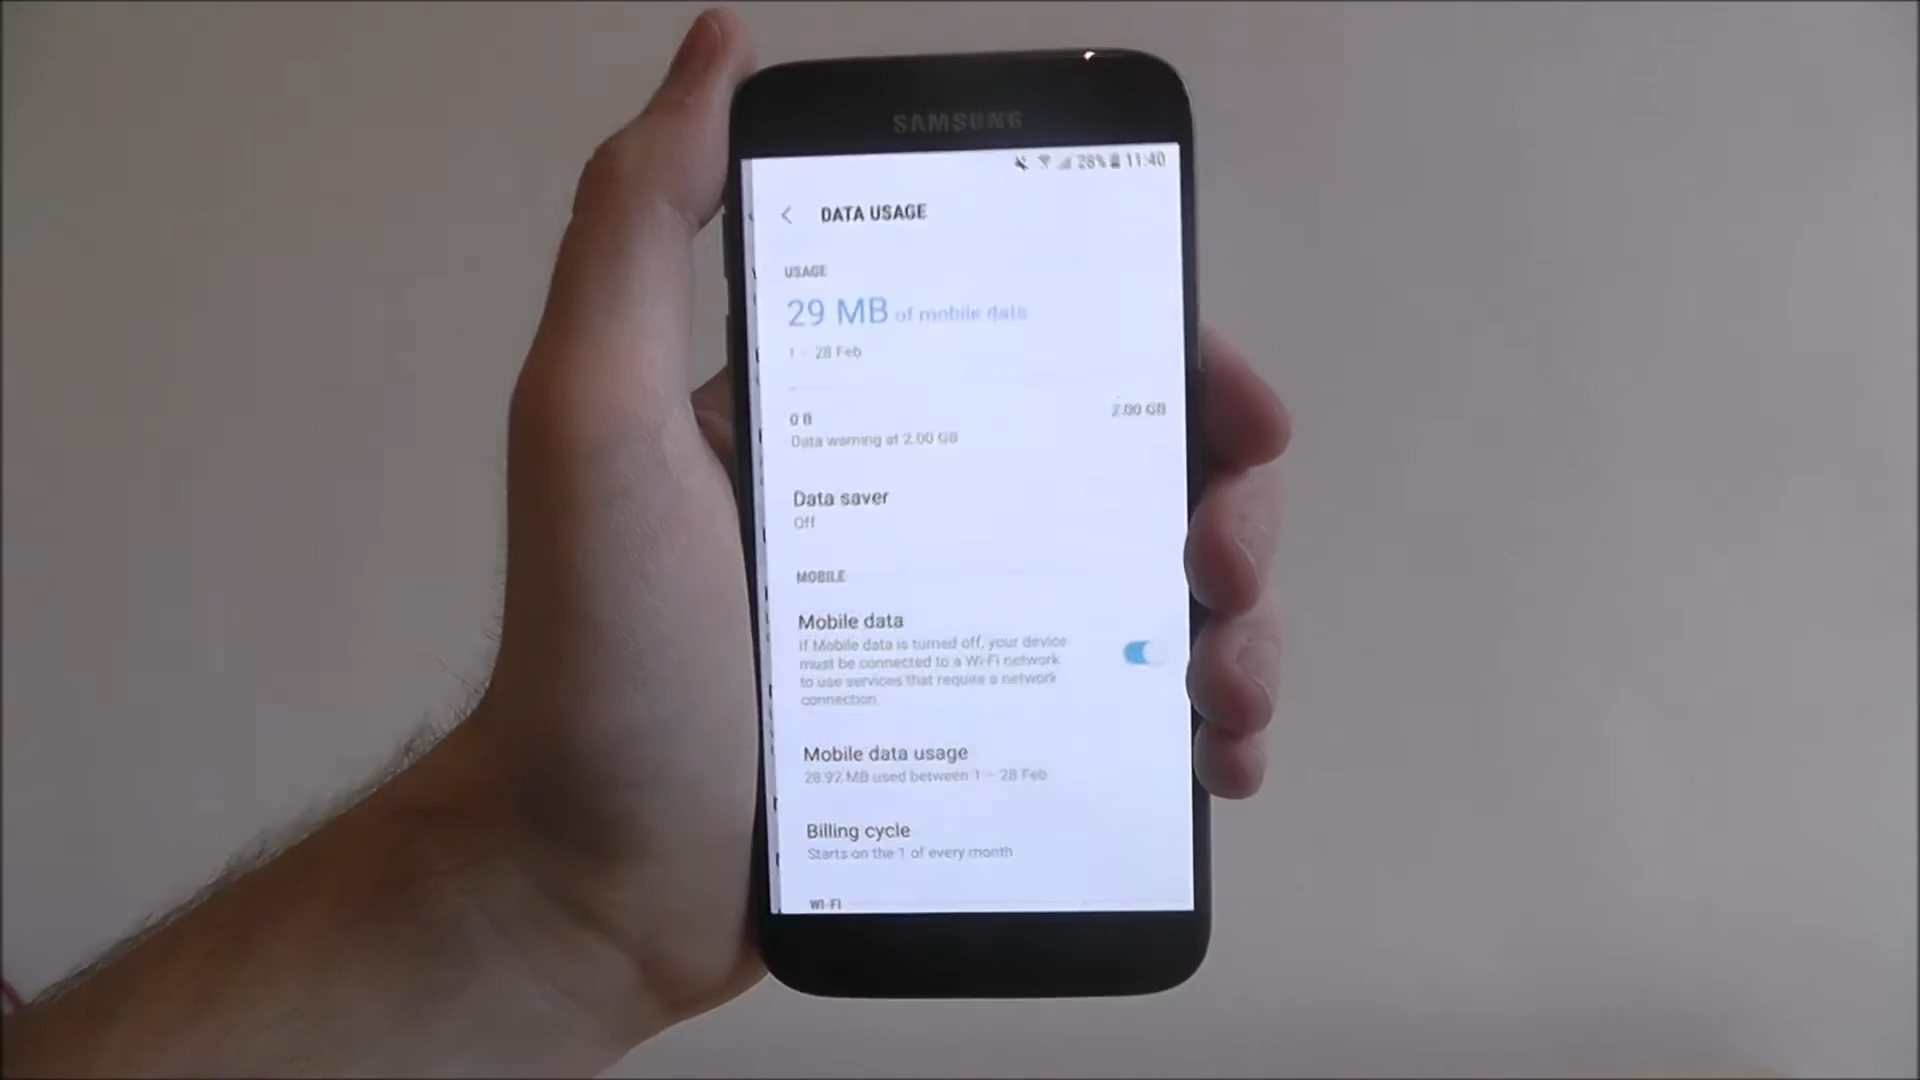 SAMSUNG
28% 11:40
DATA USAGE
USAGE
29 MB of mobile data
1 – 28 Feb
0 B
2.00 GB
Data warning at 2.00 GB
Data saver
Off
MOBILE
Mobile data
If Mobile data is turned off, your device
must be connected to a Wi-Fi network
to use services that require a network
connection.
Mobile data usage
28.92 MB used between 1 – 28 Feb
Billing cycle
Starts on the 1 of every month
WI-FI